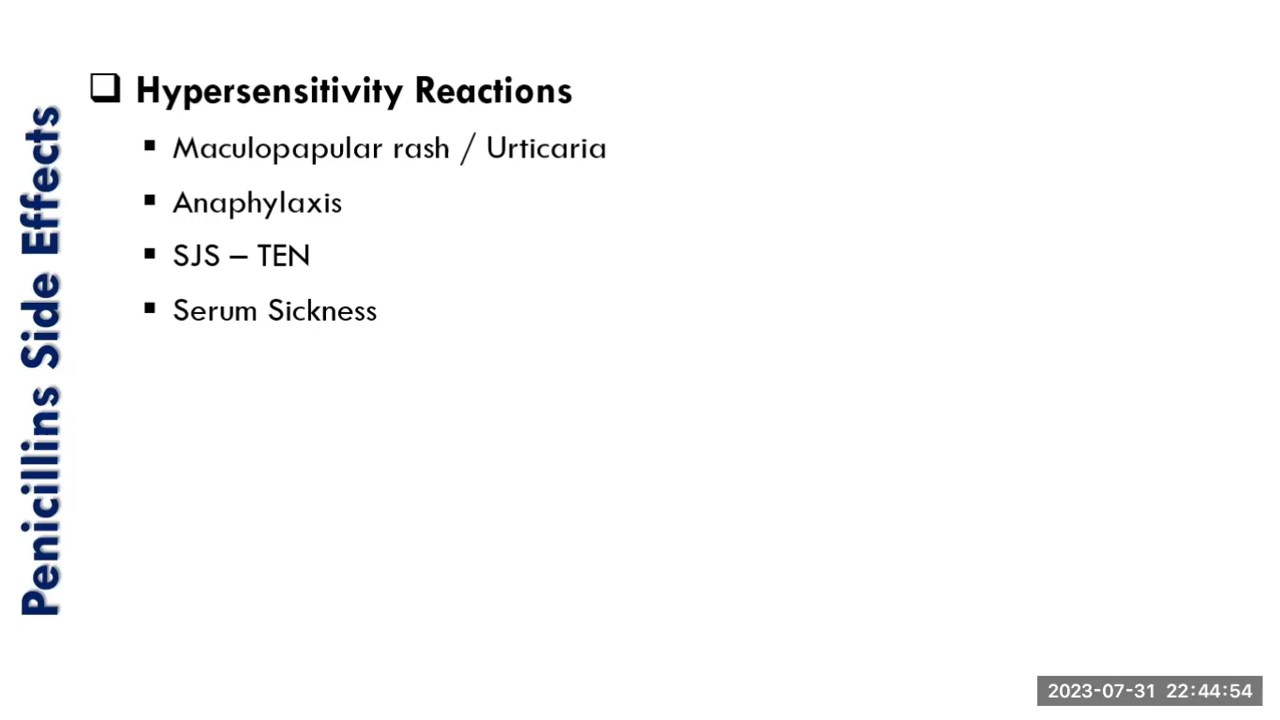 Penicillins Side Effects
❑ Hypersensitivity Reactions
▪ Maculopapular rash / Urticaria
▪ Anaphylaxis
▪ SJS – TEN
▪ Serum Sickness
2023-07-31 22:44:54